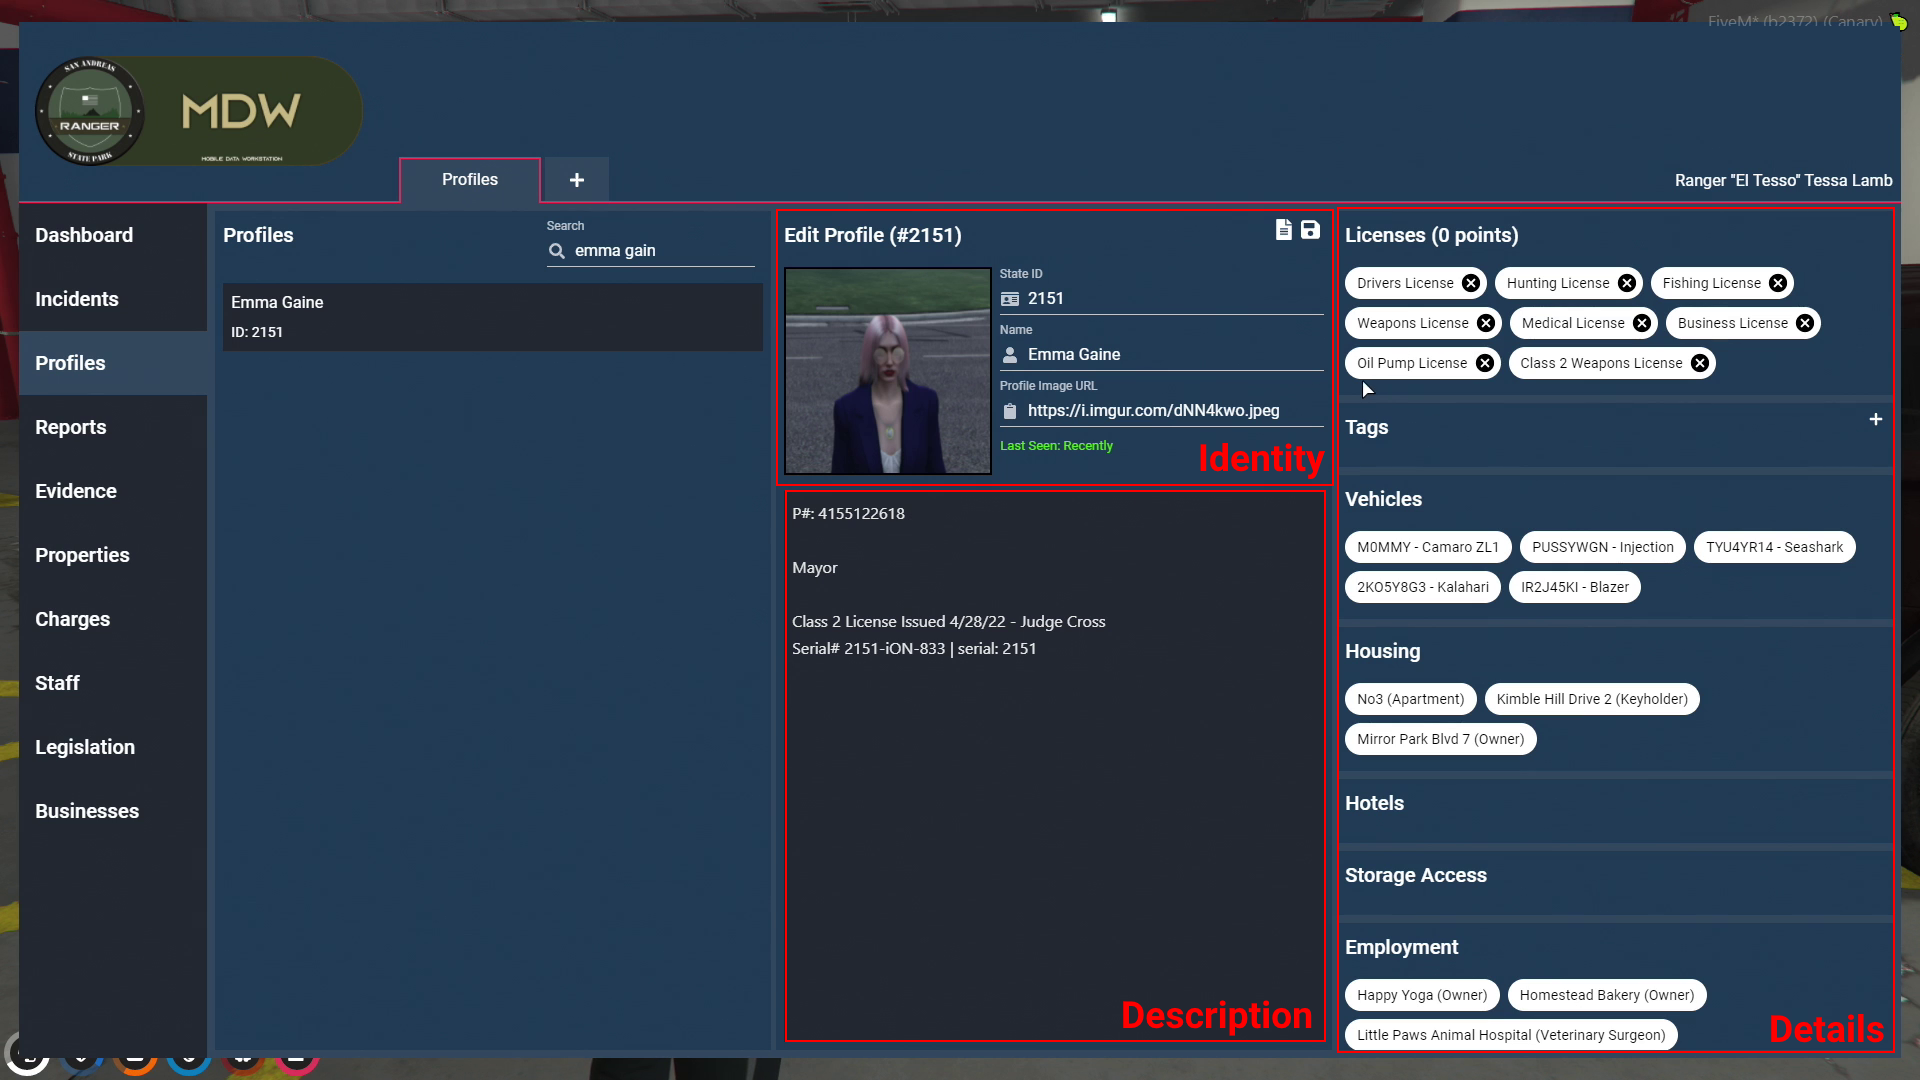 FiveM* (b2372) (Canary)
SAN ANDREAS
RANGER
STATE PARK
MDW
MOBILE DATA WORKSTATION
Profiles
+
Ranger "El Tesso" Tessa Lamb
Dashboard
Incidents
Profiles
Reports
Evidence
Properties
Charges
Staff
Legislation
Businesses
Profiles
Search
emma gain
Emma Gaine
ID: 2151
Edit Profile (#2151)
State ID
2151
Name
Emma Gaine
Profile Image URL
https://i.imgur.com/dNN4kwo.jpeg
Last Seen: Recently
Identity
P#: 4155122618
Mayor
Class 2 License Issued 4/28/22 - Judge Cross
Serial# 2151-iON-833 | serial: 2151
Description
Licenses (0 points)
Drivers License Hunting License Fishing License
Weapons License Medical License Business License
Oil Pump License Class 2 Weapons License
Tags
+
Vehicles
M0MMY - Camaro ZL1 PUSSYWGN - Injection TYU4YR14 - Seashark
2KO5Y8G3 - Kalahari IR2J45KI - Blazer
Housing
No3 (Apartment) Kimble Hill Drive 2 (Keyholder)
Mirror Park Blvd 7 (Owner)
Hotels
Storage Access
Employment
Happy Yoga (Owner) Homestead Bakery (Owner)
Little Paws Animal Hospital (Veterinary Surgeon)
Details